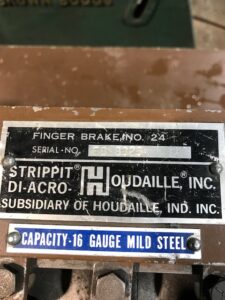 FINGER BRAKE NO. 24
SERIAL NO.
STRIPPIT HOUDAILLE, INC.
DI-ACRO-
SUBSIDIARY OF HOUDAILLE, IND. INC.
CAPACITY-16 GAUGE MILD STEEL